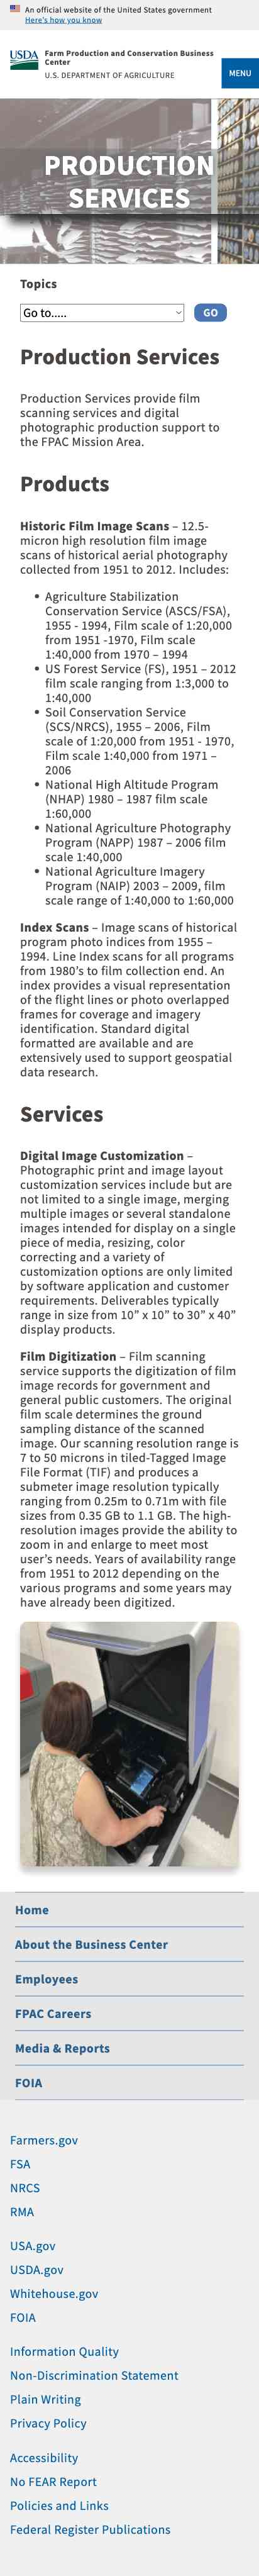 An official website of the United States government
Here's how you know
USDA
Farm Production and Conservation Business
Center
U.S. DEPARTMENT OF AGRICULTURE
MENU
PRODUCTION
SERVICES
Topics
Go to.....
GO
Production Services
Production Services provide film
scanning services and digital
photographic production support to
the FPAC Mission Area.
Products
Historic Film Image Scans – 12.5-
micron high resolution film image
scans of historical aerial photography
collected from 1951 to 2012. Includes:
• Agriculture Stabilization
Conservation Service (ASCS/FSA),
1955 - 1994, Film scale of 1:20,000
from 1951 -1970, Film scale
1:40,000 from 1970 – 1994
• US Forest Service (FS), 1951 – 2012
film scale ranging from 1:3,000 to
1:40,000
• Soil Conservation Service
(SCS/NRCS), 1955 – 2006, Film
scale of 1:20,000 from 1951 - 1970,
Film scale 1:40,000 from 1971 –
2006
• National High Altitude Program
(NHAP) 1980 – 1987 film scale
1:60,000
• National Agriculture Photography
Program (NAPP) 1987 – 2006 film
scale 1:40,000
• National Agriculture Imagery
Program (NAIP) 2003 – 2009, film
scale range of 1:40,000 to 1:60,000
Index Scans – Image scans of historical
program photo indices from 1955 –
1994. Line Index scans for all programs
from 1980's to film collection end. An
index provides a visual representation
of the flight lines or photo overlapped
frames for coverage and imagery
identification. Standard digital
formatted are available and are
extensively used to support geospatial
data research.
Services
Digital Image Customization –
Photographic print and image layout
customization services include but are
not limited to a single image, merging
multiple images or several standalone
images intended for display on a single
piece of media, resizing, color
correcting and a variety of
customization options are only limited
by software application and customer
requirements. Deliverables typically
range in size from 10” x 10” to 30” x 40”
display products.
Film Digitization – Film scanning
service supports the digitization of film
image records for government and
general public customers. The original
film scale determines the ground
sampling distance of the scanned
image. Our scanning resolution range is
7 to 50 microns in tiled-Tagged Image
File Format (TIF) and produces a
submeter image resolution typically
ranging from 0.25m to 0.71m with file
sizes from 0.35 GB to 1.1 GB. The high-
resolution images provide the ability to
zoom in and enlarge to meet most
user’s needs. Years of availability range
from 1951 to 2012 depending on the
various programs and some years may
have already been digitized.
Home
About the Business Center
Employees
FPAC Careers
Media & Reports
FOIA
Farmers.gov
FSA
NRCS
RMA
USA.gov
USDA.gov
Whitehouse.gov
FOIA
Information Quality
Non-Discrimination Statement
Plain Writing
Privacy Policy
Accessibility
No FEAR Report
Policies and Links
Federal Register Publications